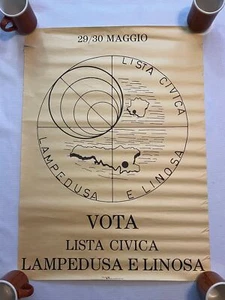 29/30 MAGGIO
LISTA CIVICA
LAMPEDUSA E LINOSA
VOTA
LISTA CIVICA
LAMPEDUSA E LINOSA